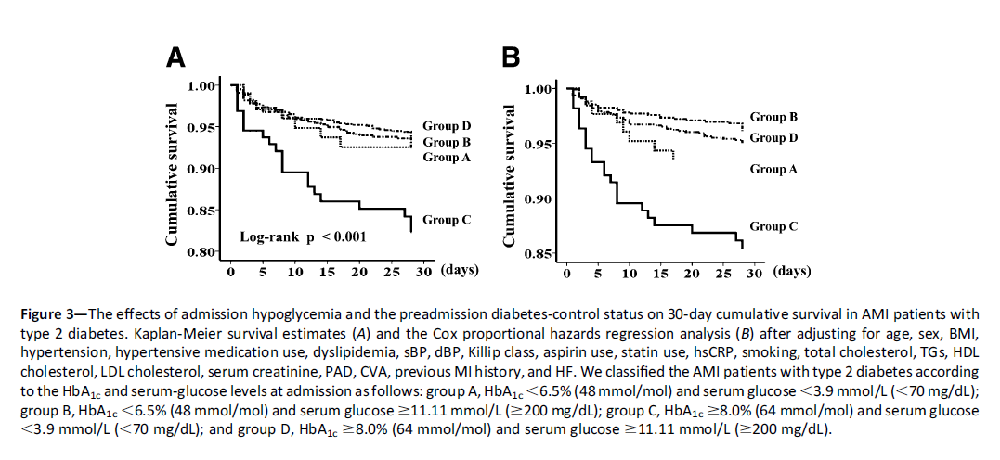 A
B
Cumulative survival
1.00
0.95
0.90
0.85
0.80
Group D
Group B
Group A
Group C
Log-rank p < 0.001
0 5 10 15 20 25 30 (days)
Cumulative survival
1.00
0.95
0.90
0.85
Group B
Group D
Group A
Group C
0 5 10 15 20 25 30 (days)
Figure 3—The effects of admission hypoglycemia and the preadmission diabetes-control status on 30-day cumulative survival in AMI patients with
type 2 diabetes. Kaplan-Meier survival estimates (A) and the Cox proportional hazards regression analysis (B) after adjusting for age, sex, BMI,
hypertension, hypertensive medication use, dyslipidemia, sBP, dBP, Killip class, aspirin use, statin use, hsCRP, smoking, total cholesterol, TGs, HDL
cholesterol, LDL cholesterol, serum creatinine, PAD, CVA, previous MI history, and HF. We classified the AMI patients with type 2 diabetes according
to the HbA1c and serum-glucose levels at admission as follows: group A, HbA1c <6.5% (48 mmol/mol) and serum glucose <3.9 mmol/L (<70 mg/dL);
group B, HbA1c <6.5% (48 mmol/mol) and serum glucose ≥11.11 mmol/L (≥200 mg/dL); group C, HbA1c ≥8.0% (64 mmol/mol) and serum glucose
<3.9 mmol/L (<70 mg/dL); and group D, HbA1c ≥8.0% (64 mmol/mol) and serum glucose ≥11.11 mmol/L (≥200 mg/dL).